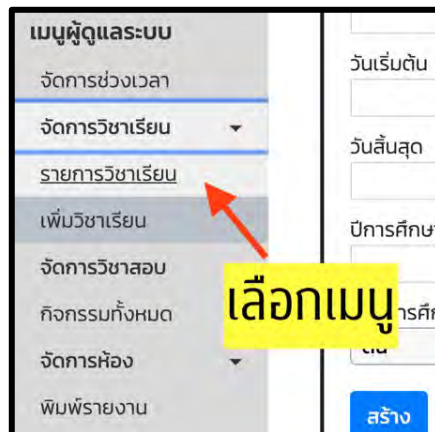 เมนูผู้ดูแลระบบ
จัดการช่วงเวลา
จัดการวิชาเรียน
รายการวิชาเรียน
เพิ่มวิชาเรียน
จัดการวิชาสอบ
กิจกรรมทั้งหมด
จัดการห้อง
พิมพ์รายงาน
วันเริ่มต้น
วันสิ้นสุด
ปีการศึกษา
เลือกเมนู
สร้าง